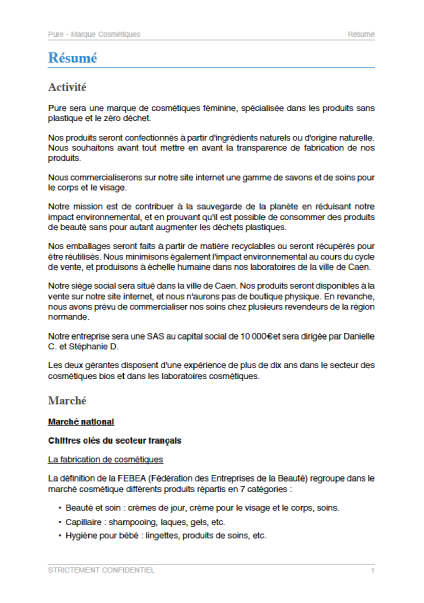 Pure - Marque Cosmétiques Résumé
Résumé
Activité
Pure sera une marque de cosmétiques féminine, spécialisée dans les produits sans
plastique et le zéro déchet.
Nos produits seront confectionnés à partir d'ingrédients naturels ou d'origine naturelle.
Nous souhaitons avant tout mettre en avant la transparence de fabrication de nos
produits.
Nous commercialiserons sur notre site internet une gamme de savons et de soins pour
le corps et le visage.
Notre mission est de contribuer à la sauvegarde de la planète en réduisant notre
impact environnemental, et en prouvant qu'il est possible de consommer des produits
de beauté sans pour autant augmenter les déchets plastiques.
Nos emballages seront faits à partir de matière recyclables ou seront récupérés pour
être réutilisés. Nous minimisons également l'impact environnemental au cours du cycle
de vente, et produisons à échelle humaine dans nos laboratoires de la ville de Caen.
Notre siège social sera situé dans la ville de Caen. Nos produits seront disponibles à la
vente sur notre site internet, et nous n'aurons pas de boutique physique. En revanche,
nous avons prévu de commercialiser nos soins chez plusieurs revendeurs de la région
normande.
Notre entreprise sera une SAS au capital social de 10 000€ et sera dirigée par Danielle
C. et Stéphanie D.
Les deux gérantes disposent d'une expérience de plus de dix ans dans le secteur des
cosmétiques bios et dans les laboratoires cosmétiques.
Marché
Marché national
Chiffres clés du secteur français
La fabrication de cosmétiques
La définition de la FEBEA (Fédération des Entreprises de la Beauté) regroupe dans le
marché cosmétique différents produits répartis en 7 catégories :
• Beauté et soin : crèmes de jour, crème pour le visage et le corps, soins.
• Capillaire : shampooing, laques, gels, etc.
• Hygiène pour bébé : lingettes, produits de soins, etc.
STRICTEMENT CONFIDENTIEL 1